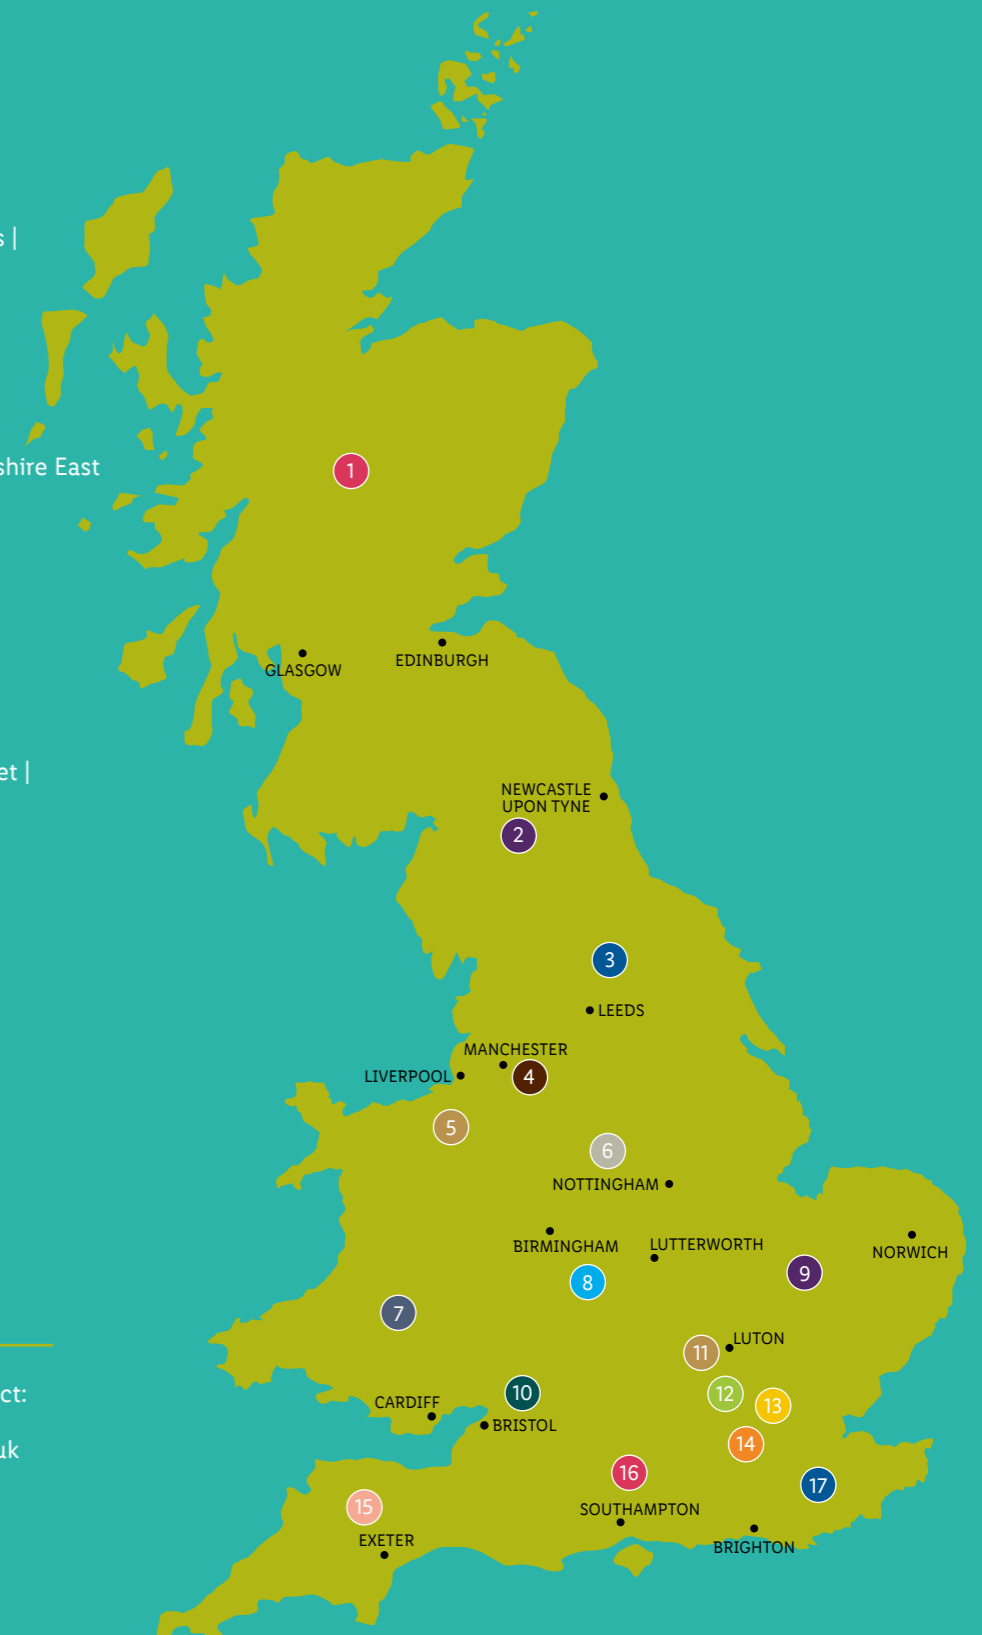 s |
shire East
1
GLASGOW
EDINBURGH
et |
NEWCASTLE
UPON TYNE
2
3
LEEDS
MANCHESTER
LIVERPOOL
4
5
6
NOTTINGHAM
BIRMINGHAM
LUTTERWORTH
NORWICH
8
9
7
LUTON
11
ct:
10
12
13
CARDIFF
BRISTOL
14
uk
16
17
15
SOUTHAMPTON
EXETER
BRIGHTON